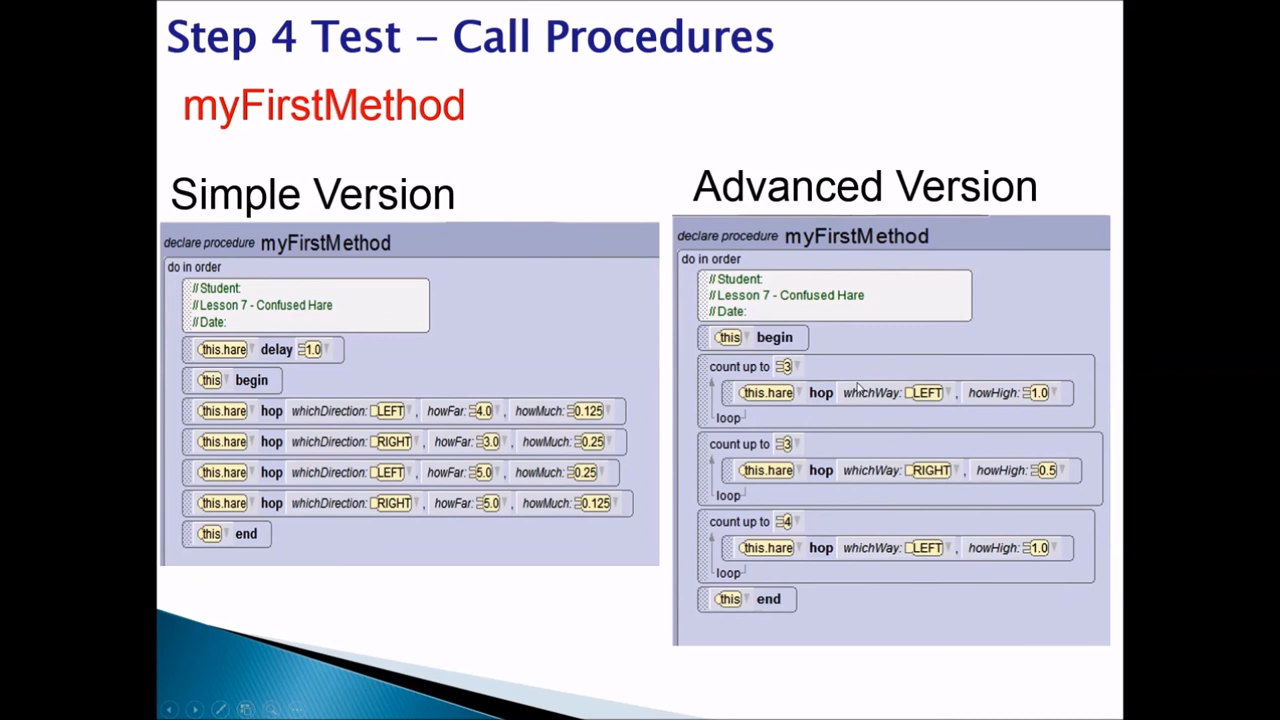 Step 4 Test – Call Procedures
myFirstMethod
Simple Version
declare procedure myFirstMethod
do in order
//Student:
//Lesson 7 - Confused Hare
//Date:
this.hare delay 1.0
this begin
this.hare hop whichDirection: LEFT , howFar: 4.0 , howMuch: 0.125
this.hare hop whichDirection: RIGHT , howFar: 3.0 , howMuch: 0.25
this.hare hop whichDirection: LEFT , howFar: 5.0 , howMuch: 0.25
this.hare hop whichDirection: RIGHT , howFar: 5.0 , howMuch: 0.125
this end
Advanced Version
declare procedure myFirstMethod
do in order
//Student:
//Lesson 7 - Confused Hare
//Date:
this begin
count up to 3
this.hare hop whichWay: LEFT , howHigh: 1.0
loop
count up to 3
this.hare hop whichWay: RIGHT , howHigh: 0.5
loop
count up to 4
this.hare hop whichWay: LEFT , howHigh: 1.0
loop
this end